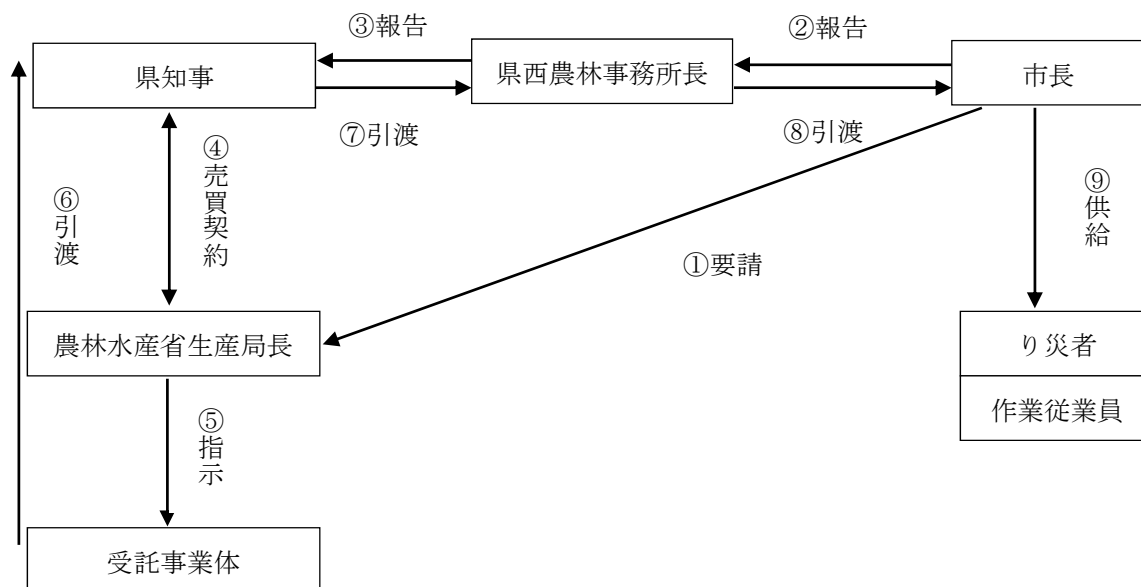 ③報告
②報告
県知事
県西農林事務所長
市長
⑦引渡
⑧引渡
④売買契約
⑥引渡
⑨供給
①要請
農林水産省生産局長
り災者
作業従業員
⑤指示
受託事業体